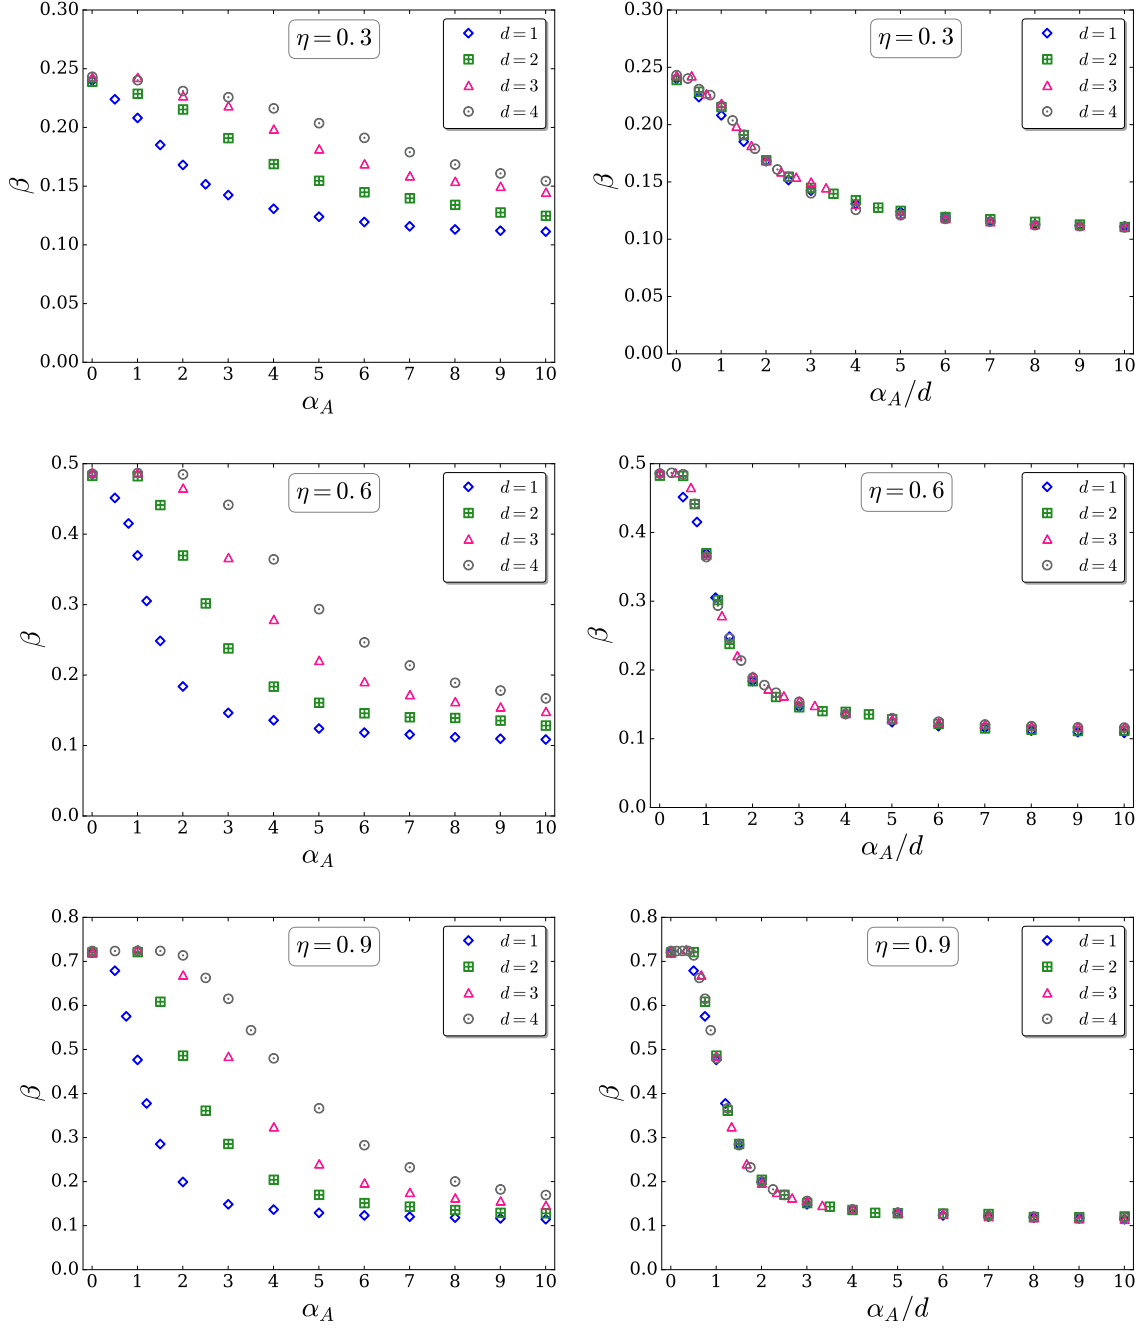 η = 0.3
d = 1
d = 2
d = 3
d = 4
0.30
0.25
0.20
0.15
0.10
0.05
0.00
β
0 1 2 3 4 5 6 7 8 9 10
α_A
η = 0.3
d = 1
d = 2
d = 3
d = 4
0.30
0.25
0.20
0.15
0.10
0.05
0.00
β
0 1 2 3 4 5 6 7 8 9 10
α_A/d
η = 0.6
d = 1
d = 2
d = 3
d = 4
0.5
0.4
0.3
0.2
0.1
0.0
β
0 1 2 3 4 5 6 7 8 9 10
α_A
η = 0.6
d = 1
d = 2
d = 3
d = 4
0.5
0.4
0.3
0.2
0.1
0.0
β
0 1 2 3 4 5 6 7 8 9 10
α_A/d
η = 0.9
d = 1
d = 2
d = 3
d = 4
0.8
0.7
0.6
0.5
0.4
0.3
0.2
0.1
0.0
β
0 1 2 3 4 5 6 7 8 9 10
α_A
η = 0.9
d = 1
d = 2
d = 3
d = 4
0.8
0.7
0.6
0.5
0.4
0.3
0.2
0.1
0.0
β
0 1 2 3 4 5 6 7 8 9 10
α_A/d